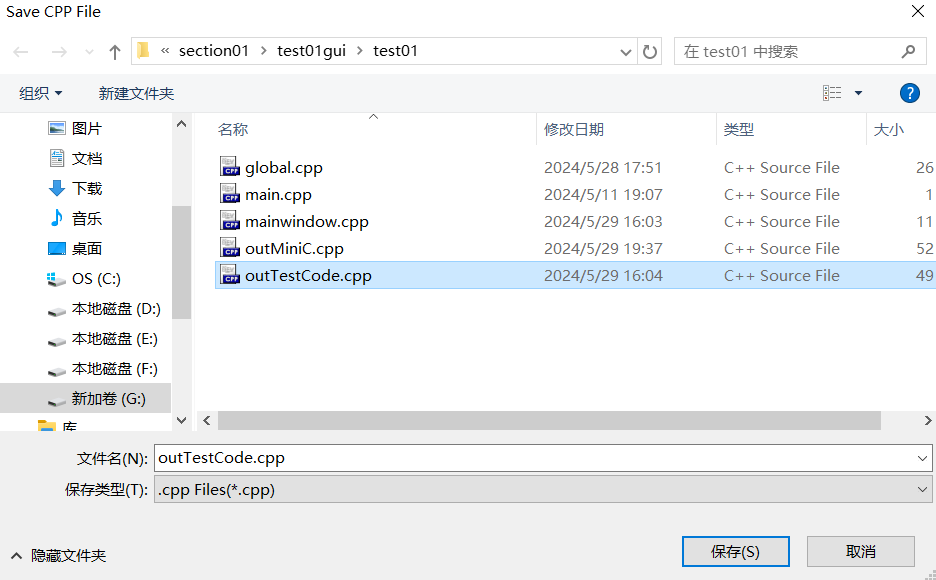 Save CPP File
« section01 > test01gui > test01
在 test01 中搜索
组织
新建文件夹
?
图片
文档
下载
音乐
桌面
OS (C:)
本地磁盘 (D:)
本地磁盘 (E:)
本地磁盘 (F:)
新加卷 (G:)
库
名称 修改日期 类型 大小
global.cpp 2024/5/28 17:51 C++ Source File 26
main.cpp 2024/5/11 19:07 C++ Source File 1
mainwindow.cpp 2024/5/29 16:03 C++ Source File 11
outMiniC.cpp 2024/5/29 19:37 C++ Source File 52
outTestCode.cpp 2024/5/29 16:04 C++ Source File 49
文件名(N): outTestCode.cpp
保存类型(T): .cpp Files(*.cpp)
隐藏文件夹
保存(S)
取消